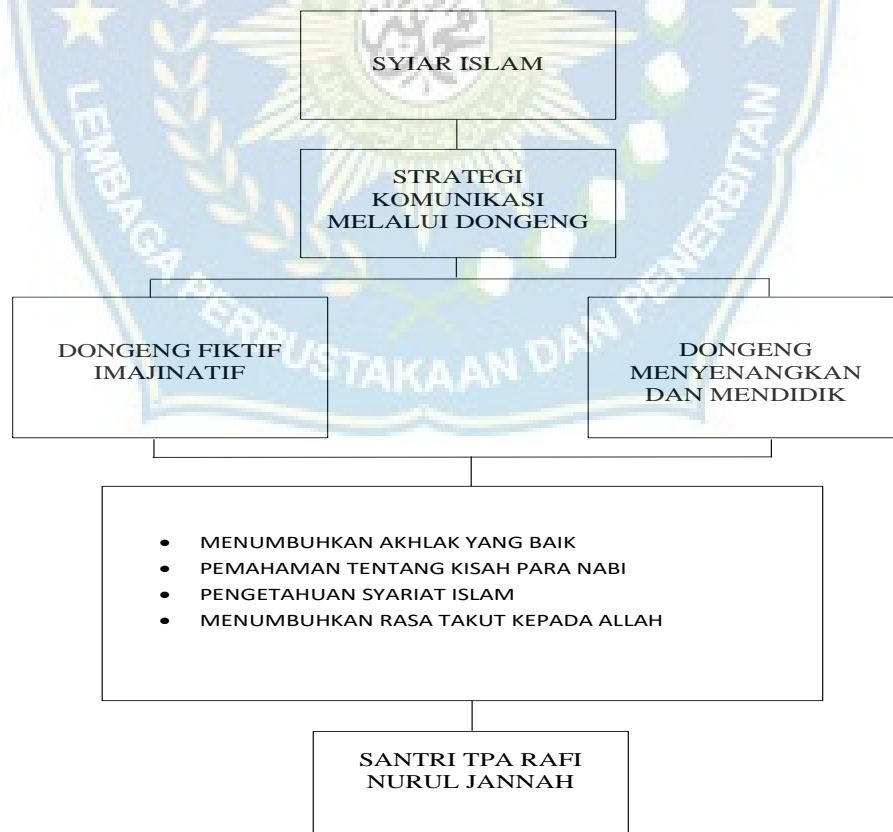 SYIAR ISLAM
STRATEGI
KOMUNIKASI
MELALUI DONGENG
DONGENG FIKTIF
IMAJINATIF
DONGENG
MENYENANGKAN
DAN MENDIDIK
LEMBAGA PERPUSTAKAAN DAN PENERBITAN
• MENUMBUHKAN AKHLAK YANG BAIK
• PEMAHAMAN TENTANG KISAH PARA NABI
• PENGETAHUAN SYARIAT ISLAM
• MENUMBUHKAN RASA TAKUT KEPADA ALLAH
SANTRI TPA RAFI
NURUL JANNAH